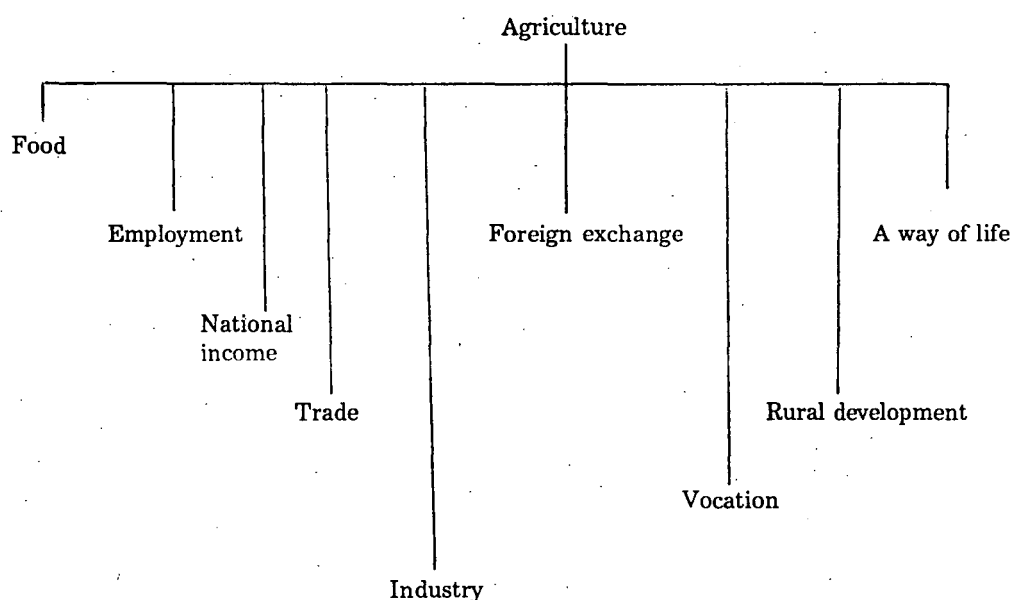 Agriculture
Food
Employment
Foreign exchange
A way of life
National
income
Trade
Rural development
Vocation
Industry